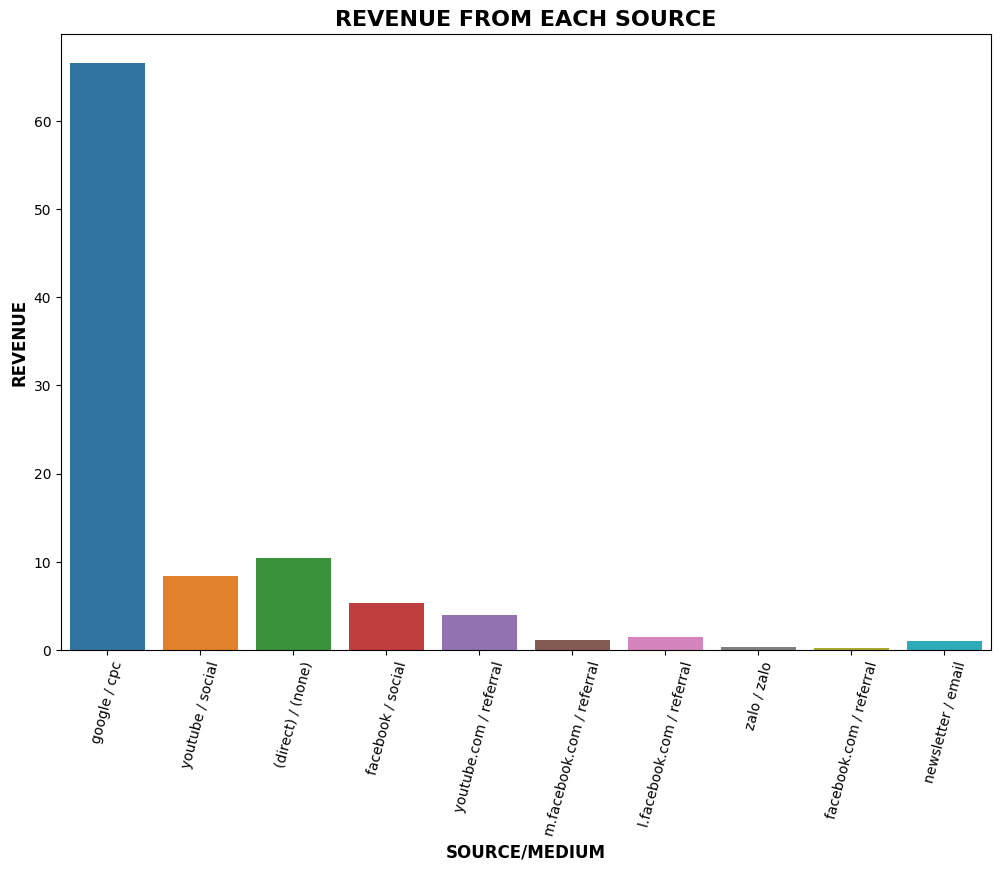 REVENUE FROM EACH SOURCE
REVENUE
60
50
40
30
20
10
0
google / cpc
youtube / social
(direct) / (none)
facebook / social
youtube.com / referral
m.facebook.com / referral
l.facebook.com / referral
zalo / zalo
facebook.com / referral
newsletter / email
SOURCE/MEDIUM